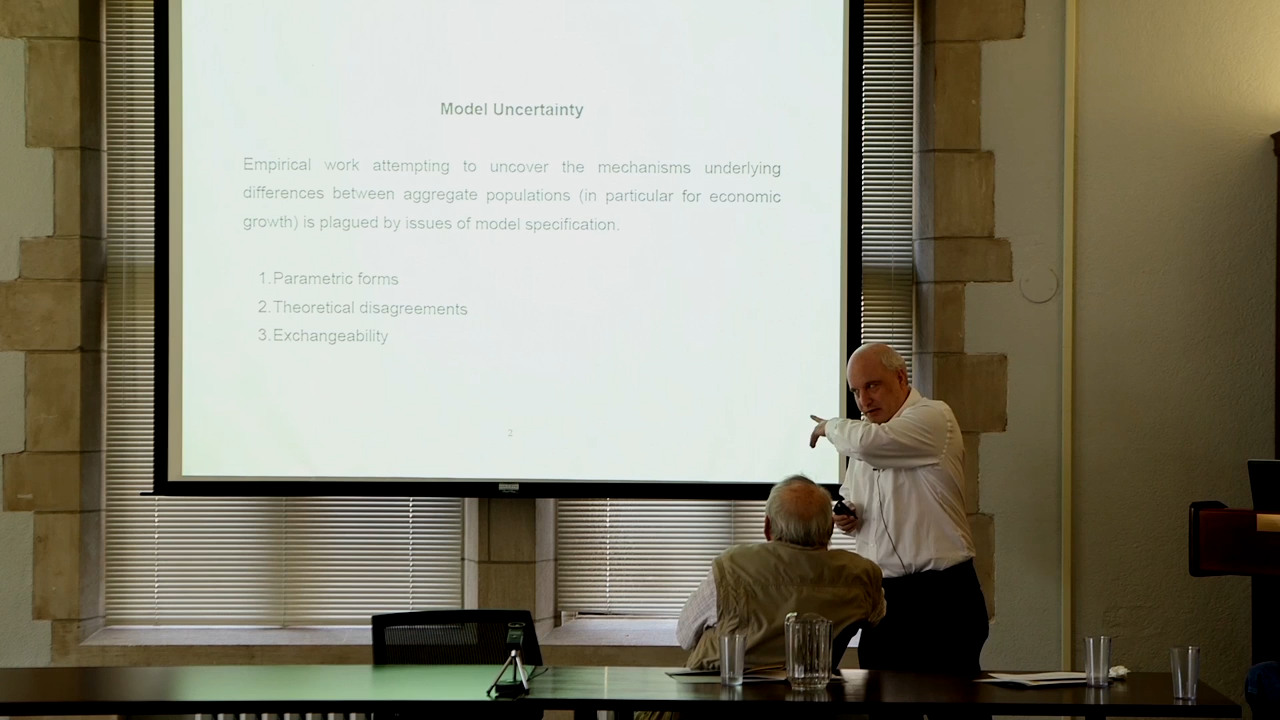 Model Uncertainty
Empirical work attempting to uncover the mechanisms underlying
differences between aggregate populations (in particular for economic
growth) is plagued by issues of model specification.
1. Parametric forms
2. Theoretical disagreements
3. Exchangeability
2